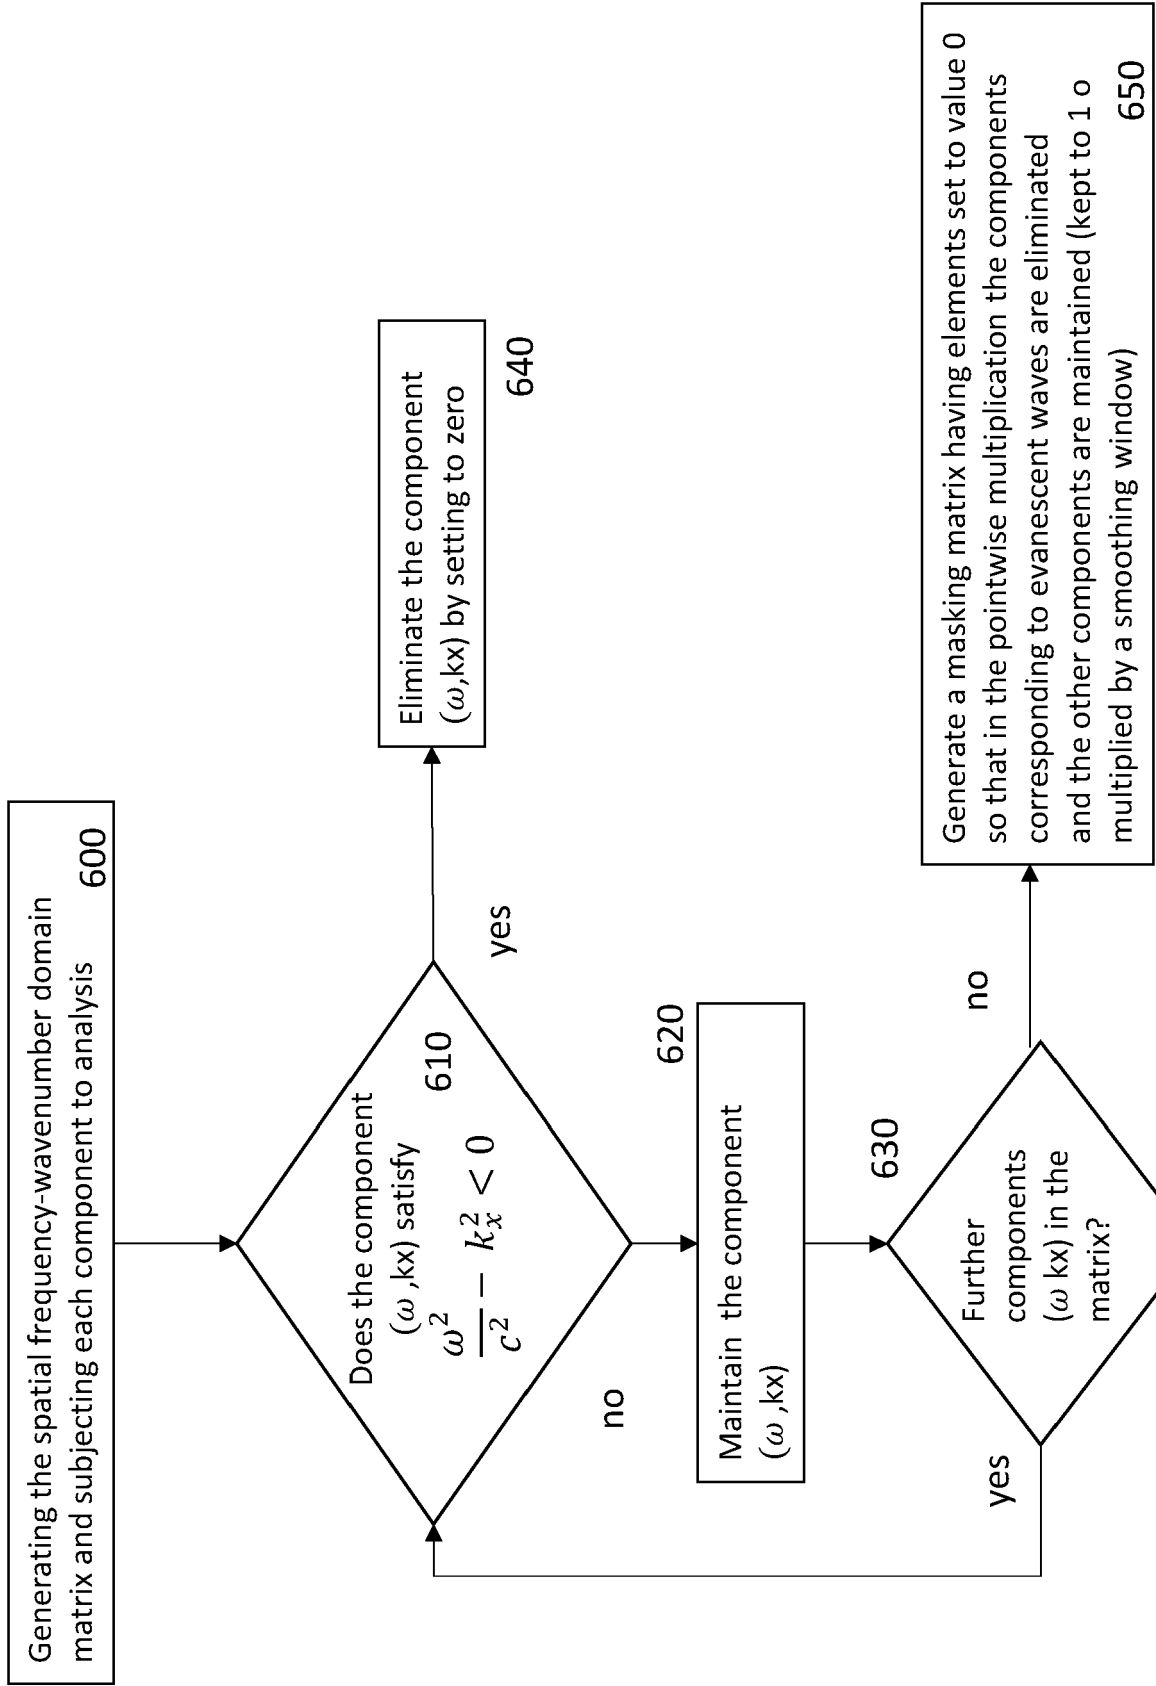 Generating the spatial frequency-wavenumber domain
matrix and subjecting each component to analysis
600
Does the component
(ω ,kx) satisfy
ω²/c² − kₓ² < 0
610
yes
Eliminate the component
(ω,kx) by setting to zero
640
no
620
Maintain the component
(ω ,kx)
630
Further
components
(ω kx) in the
matrix?
yes
no
Generate a masking matrix having elements set to value 0
so that in the pointwise multiplication the components
corresponding to evanescent waves are eliminated
and the other components are maintained (kept to 1 o
multiplied by a smoothing window)
650